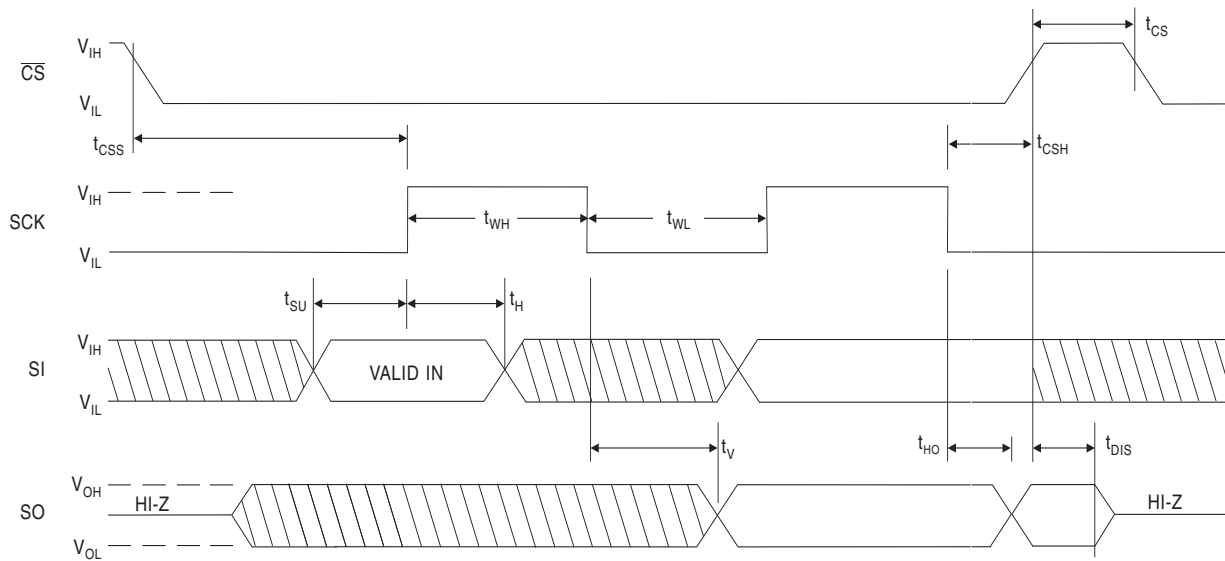 t_CS
V_IH
C̅S̅
V_IL
t_CSS
t_CSH
V_IH
SCK
t_WH
t_WL
V_IL
t_SU
t_H
V_IH
SI
VALID IN
V_IL
t_V
t_HO
t_DIS
V_OH
SO
HI-Z
HI-Z
V_OL